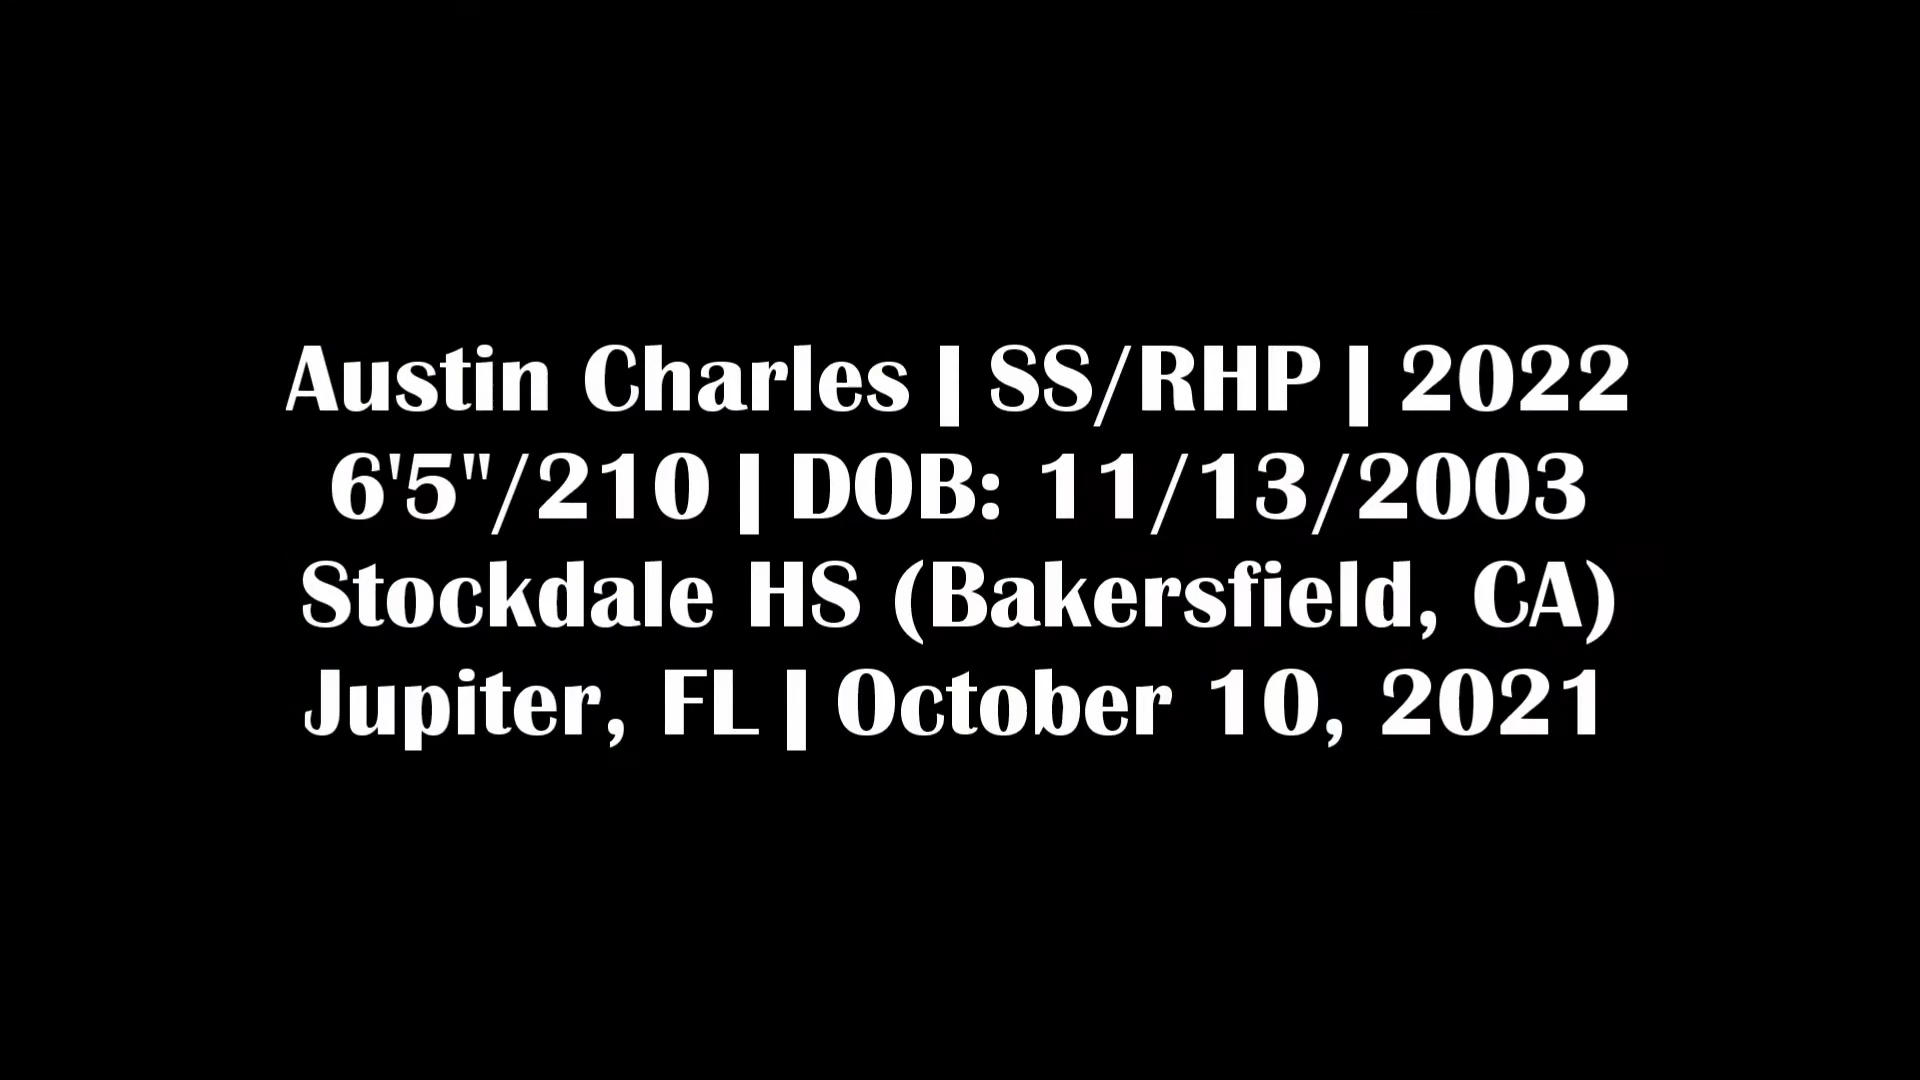 Austin Charles | SS/RHP | 2022
6'5"/210 | DOB: 11/13/2003
Stockdale HS (Bakersfield, CA)
Jupiter, FL | October 10, 2021